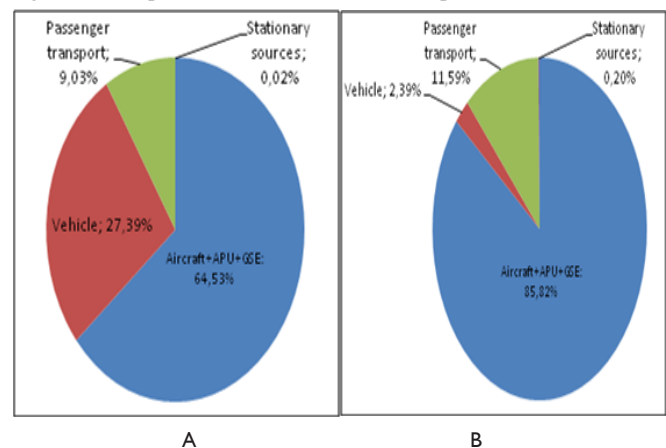 Passenger
transport;
9,03%
Stationary
sources;
0,02%
Vehicle; 27,39%
Aircraft+APU+GSE:
64,53%
A
Passenger
transport;
11,59%
Stationary
sources;
0,20%
Vehicle; 2,39%
Aircraft+APU+GSE:
85,82%
B